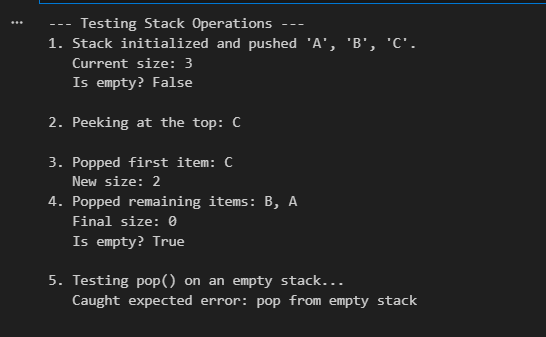 ...
--- Testing Stack Operations ---
1. Stack initialized and pushed 'A', 'B', 'C'.
Current size: 3
Is empty? False
2. Peeking at the top: C
3. Popped first item: C
New size: 2
4. Popped remaining items: B, A
Final size: 0
Is empty? True
5. Testing pop() on an empty stack...
Caught expected error: pop from empty stack